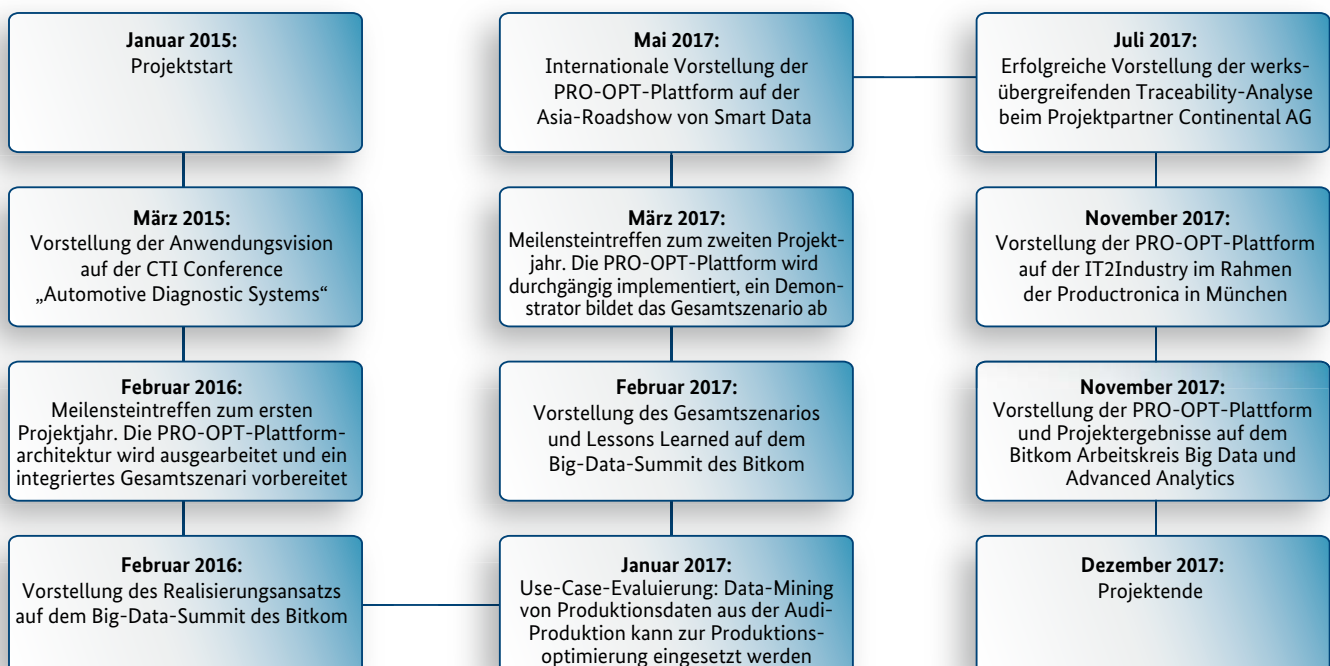 Januar 2015:
Projektstart
März 2015:
Vorstellung der Anwendungsvision
auf der CTI Conference
„Automotive Diagnostic Systems“
Februar 2016:
Meilensteintreffen zum ersten
Projektjahr. Die PRO-OPT-Plattform-
architektur wird ausgearbeitet und ein
integriertes Gesamtszenari vorbereitet
Februar 2016:
Vorstellung des Realisierungsansatzs
auf dem Big-Data-Summit des Bitkom
Januar 2017:
Use-Case-Evaluierung: Data-Mining
von Produktionsdaten aus der Audi-
Produktion kann zur Produktions-
optimierung eingesetzt werden
Februar 2017:
Vorstellung des Gesamtszenarios
und Lessons Learned auf dem
Big-Data-Summit des Bitkom
März 2017:
Meilensteintreffen zum zweiten Projekt-
jahr. Die PRO-OPT-Plattform wird
durchgängig implementiert, ein Demon-
strator bildet das Gesamtszenario ab
Mai 2017:
Internationale Vorstellung der
PRO-OPT-Plattform auf der
Asia-Roadshow von Smart Data
Juli 2017:
Erfolgreiche Vorstellung der werks-
übergreifenden Traceability-Analyse
beim Projektpartner Continental AG
November 2017:
Vorstellung der PRO-OPT-Plattform
auf der IT2Industry im Rahmen
der Productronica in München
November 2017:
Vorstellung der PRO-OPT-Plattform
und Projektergebnisse auf dem
Bitkom Arbeitskreis Big Data und
Advanced Analytics
Dezember 2017:
Projektende